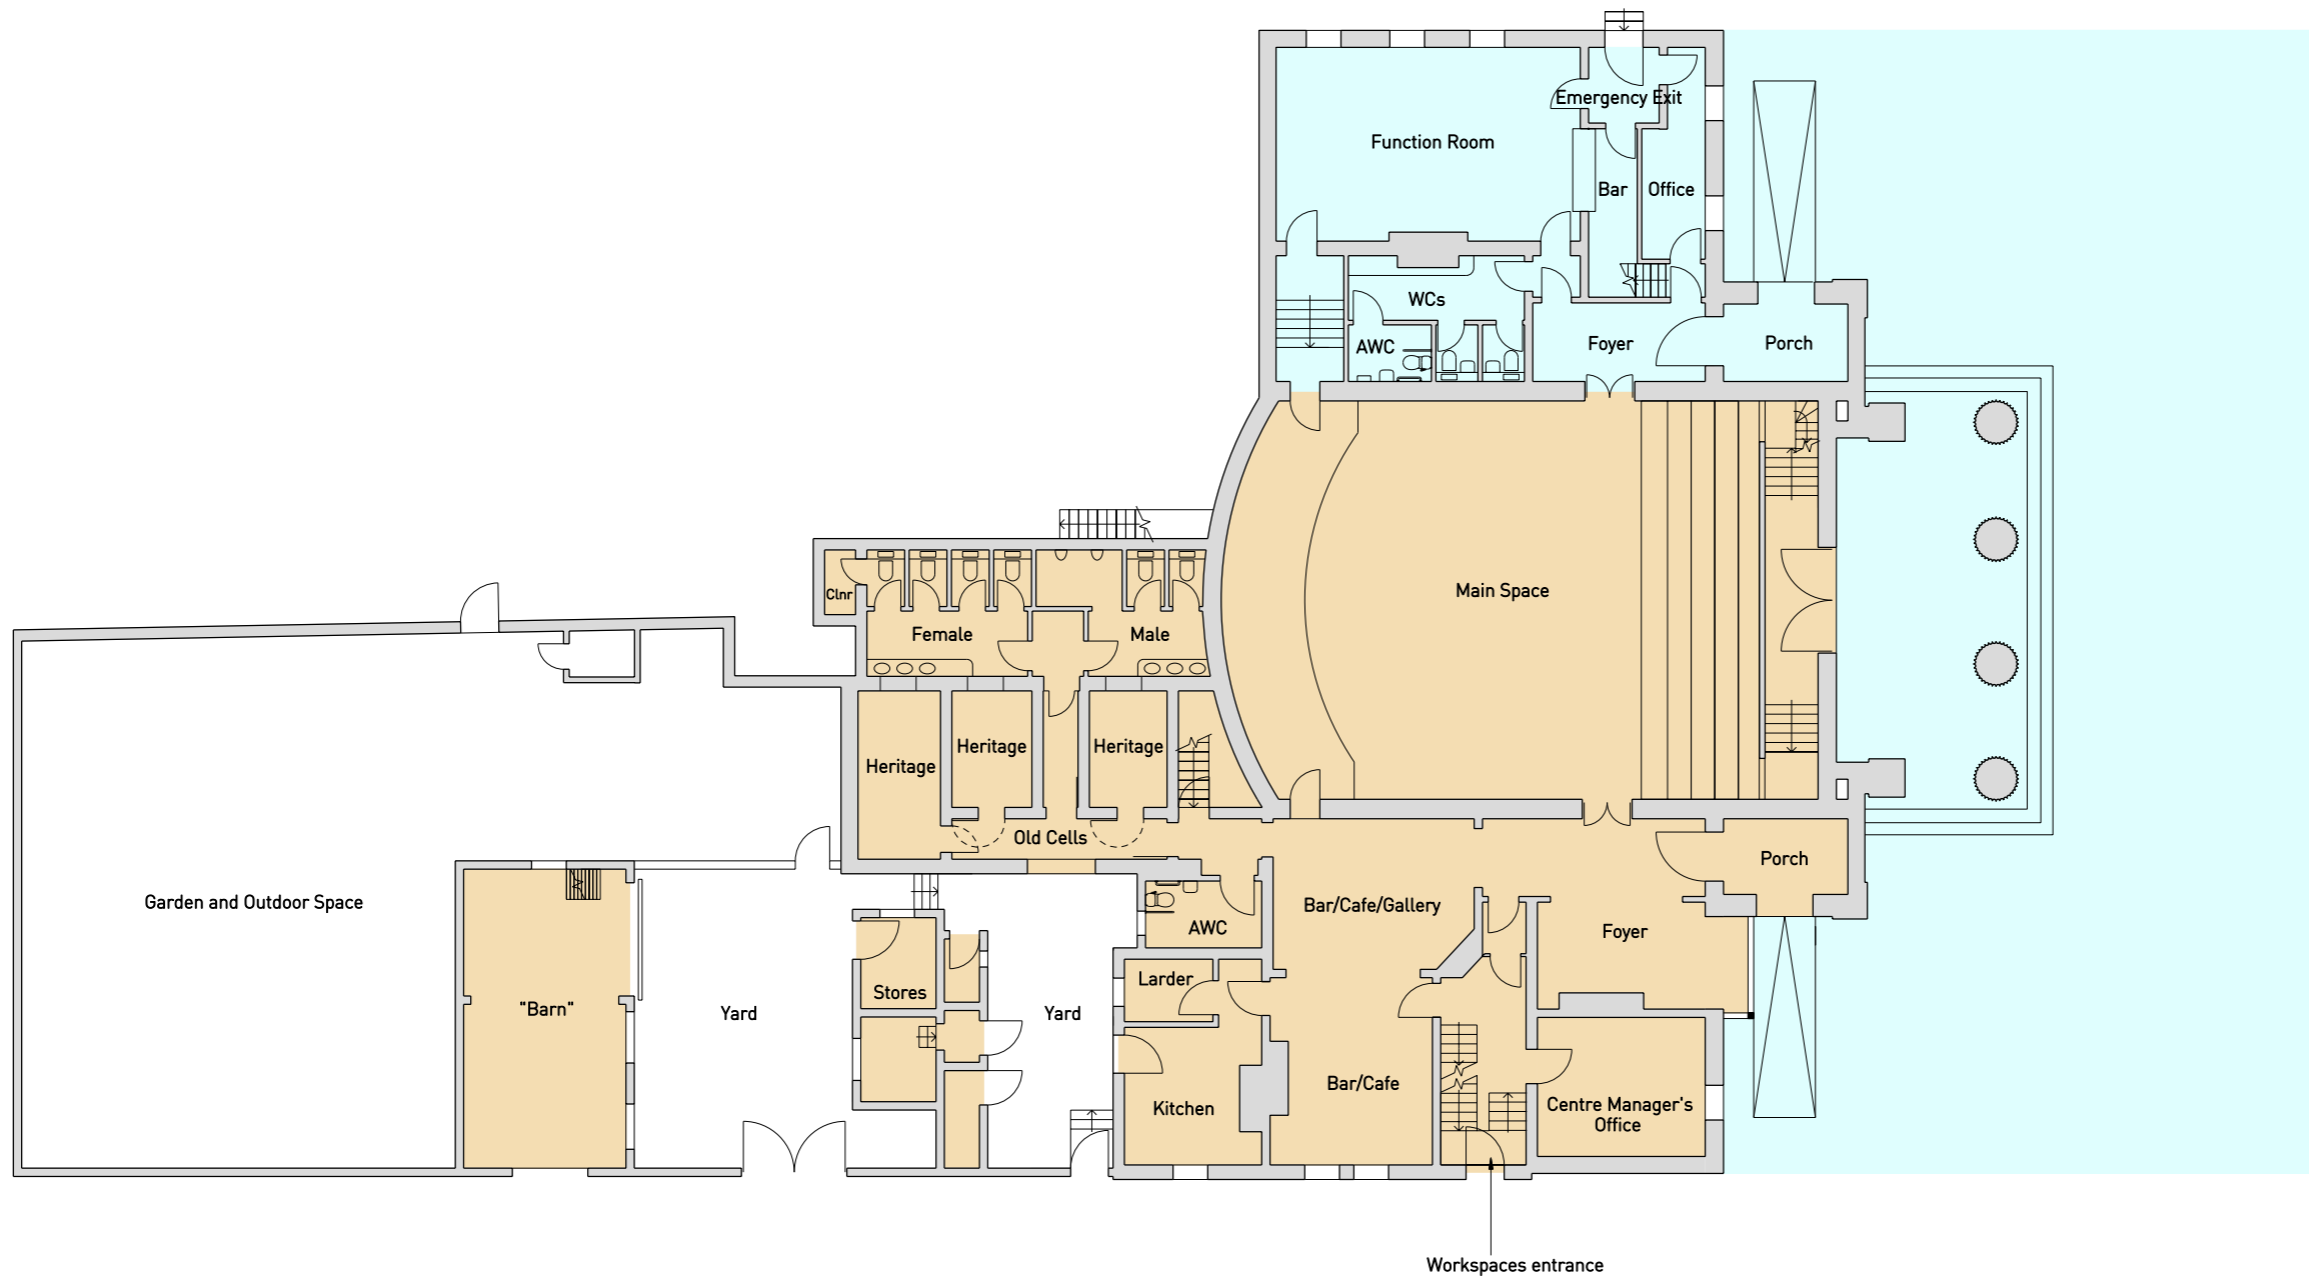 Emergency Exit
Function Room
Bar
Office
WCs
AWC
Foyer
Porch
Main Space
Clnr
Female
Male
Heritage
Heritage
Heritage
Old Cells
Porch
Garden and Outdoor Space
Bar/Cafe/Gallery
AWC
Foyer
Larder
Stores
"Barn"
Yard
Yard
Bar/Cafe
Kitchen
Centre Manager's
Office
Workspaces entrance